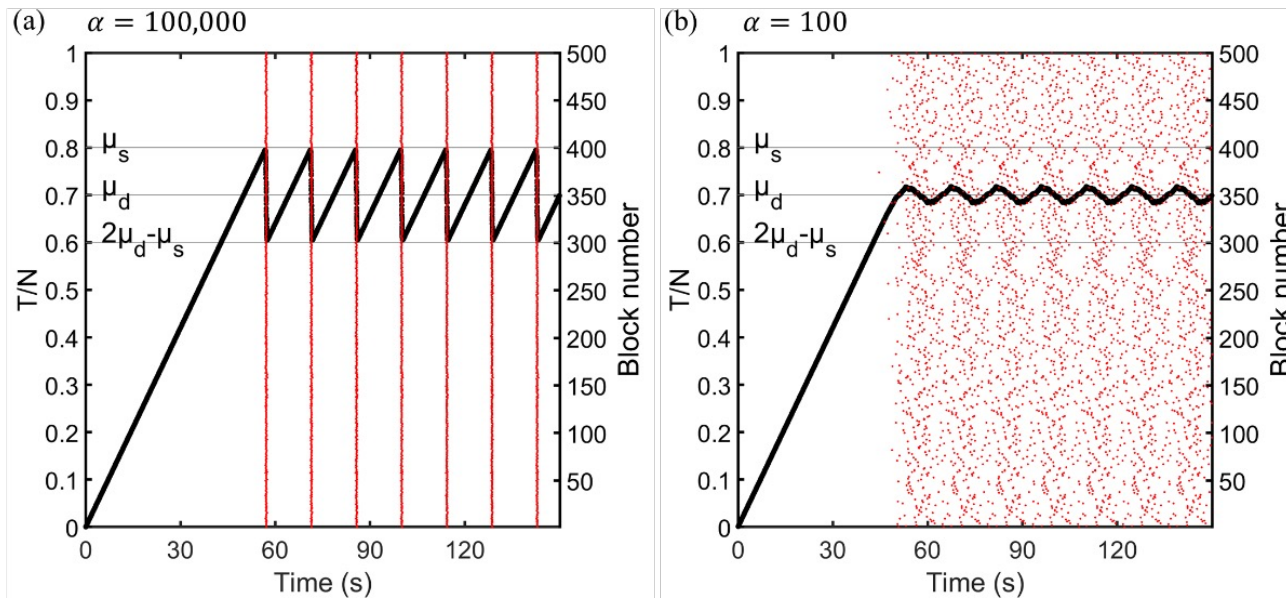 (a) α = 100,000
1
0.9
0.8
0.7
0.6
0.5
0.4
0.3
0.2
0.1
0
T/N
μs
μd
2μd-μs
500
450
400
350
300
250
200
150
100
50
Block number
0 30 60 90 120
Time (s)
(b) α = 100
1
0.9
0.8
0.7
0.6
0.5
0.4
0.3
0.2
0.1
0
T/N
μs
μd
2μd-μs
500
450
400
350
300
250
200
150
100
50
Block number
0 30 60 90 120
Time (s)